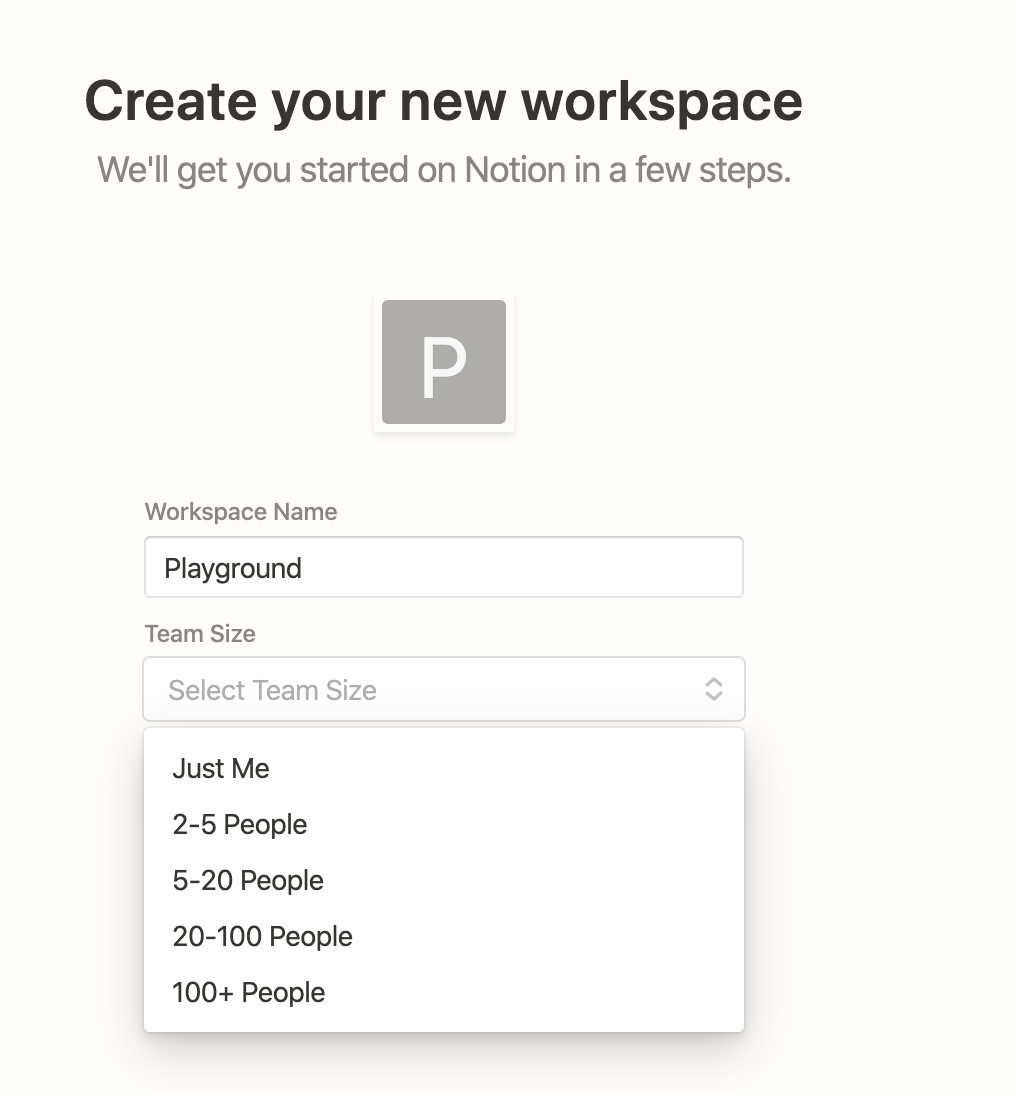 Create your new workspace
We'll get you started on Notion in a few steps.
P
Workspace Name
Playground
Team Size
Select Team Size
Just Me
2-5 People
5-20 People
20-100 People
100+ People